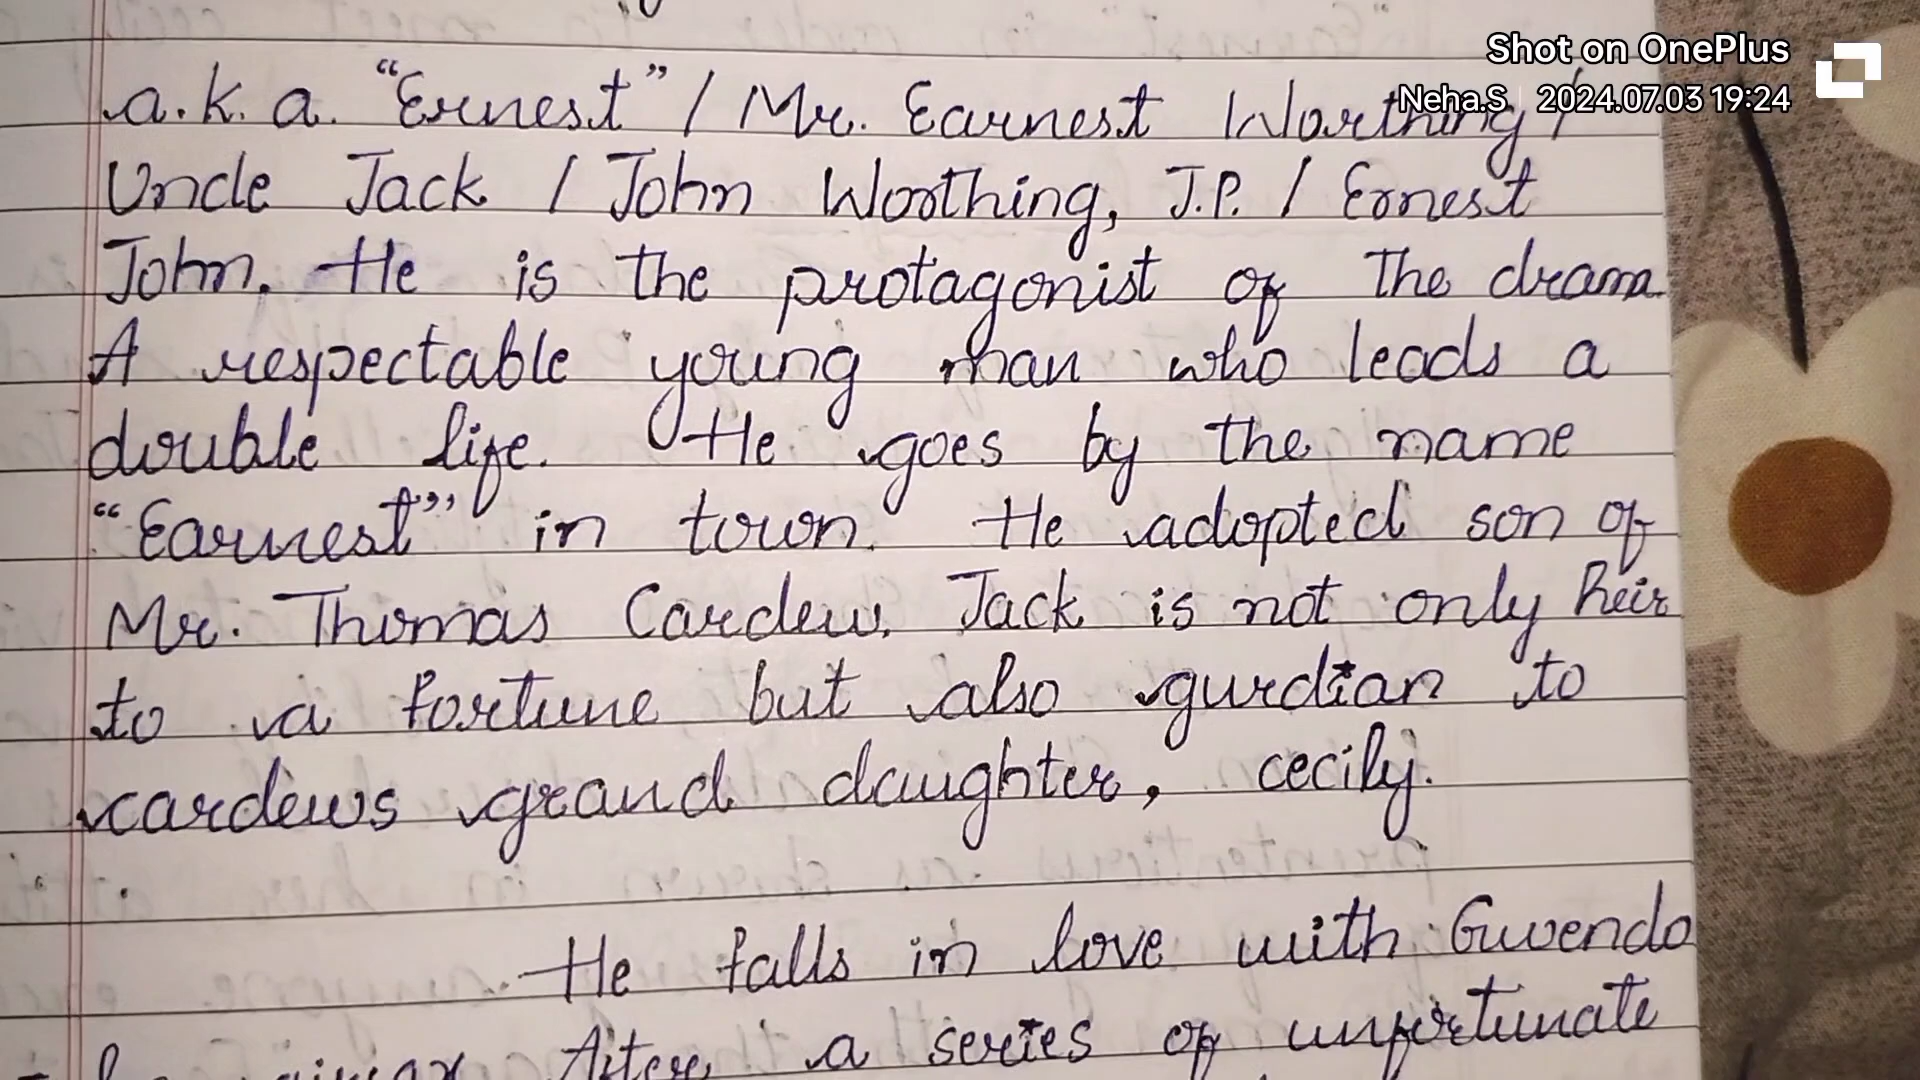 Shot on OnePlus
Neha.S | 2024.07.03 19:24
a.k.a. "Ernest" / Mr. Earnest Worthing /
Uncle Jack / John Worthing, J.P. / Ernest
John. He is the protagonist of The drama
A respectable young man who leads a
double life. He goes by the name
"Earnest" in town. He adopted son of
Mr. Thomas Cardew. Jack is not only heir
to a fortune but also gurdian to
cardews grand daughter, cecily.
He falls in love with Gwendo
After a series of unfortunate